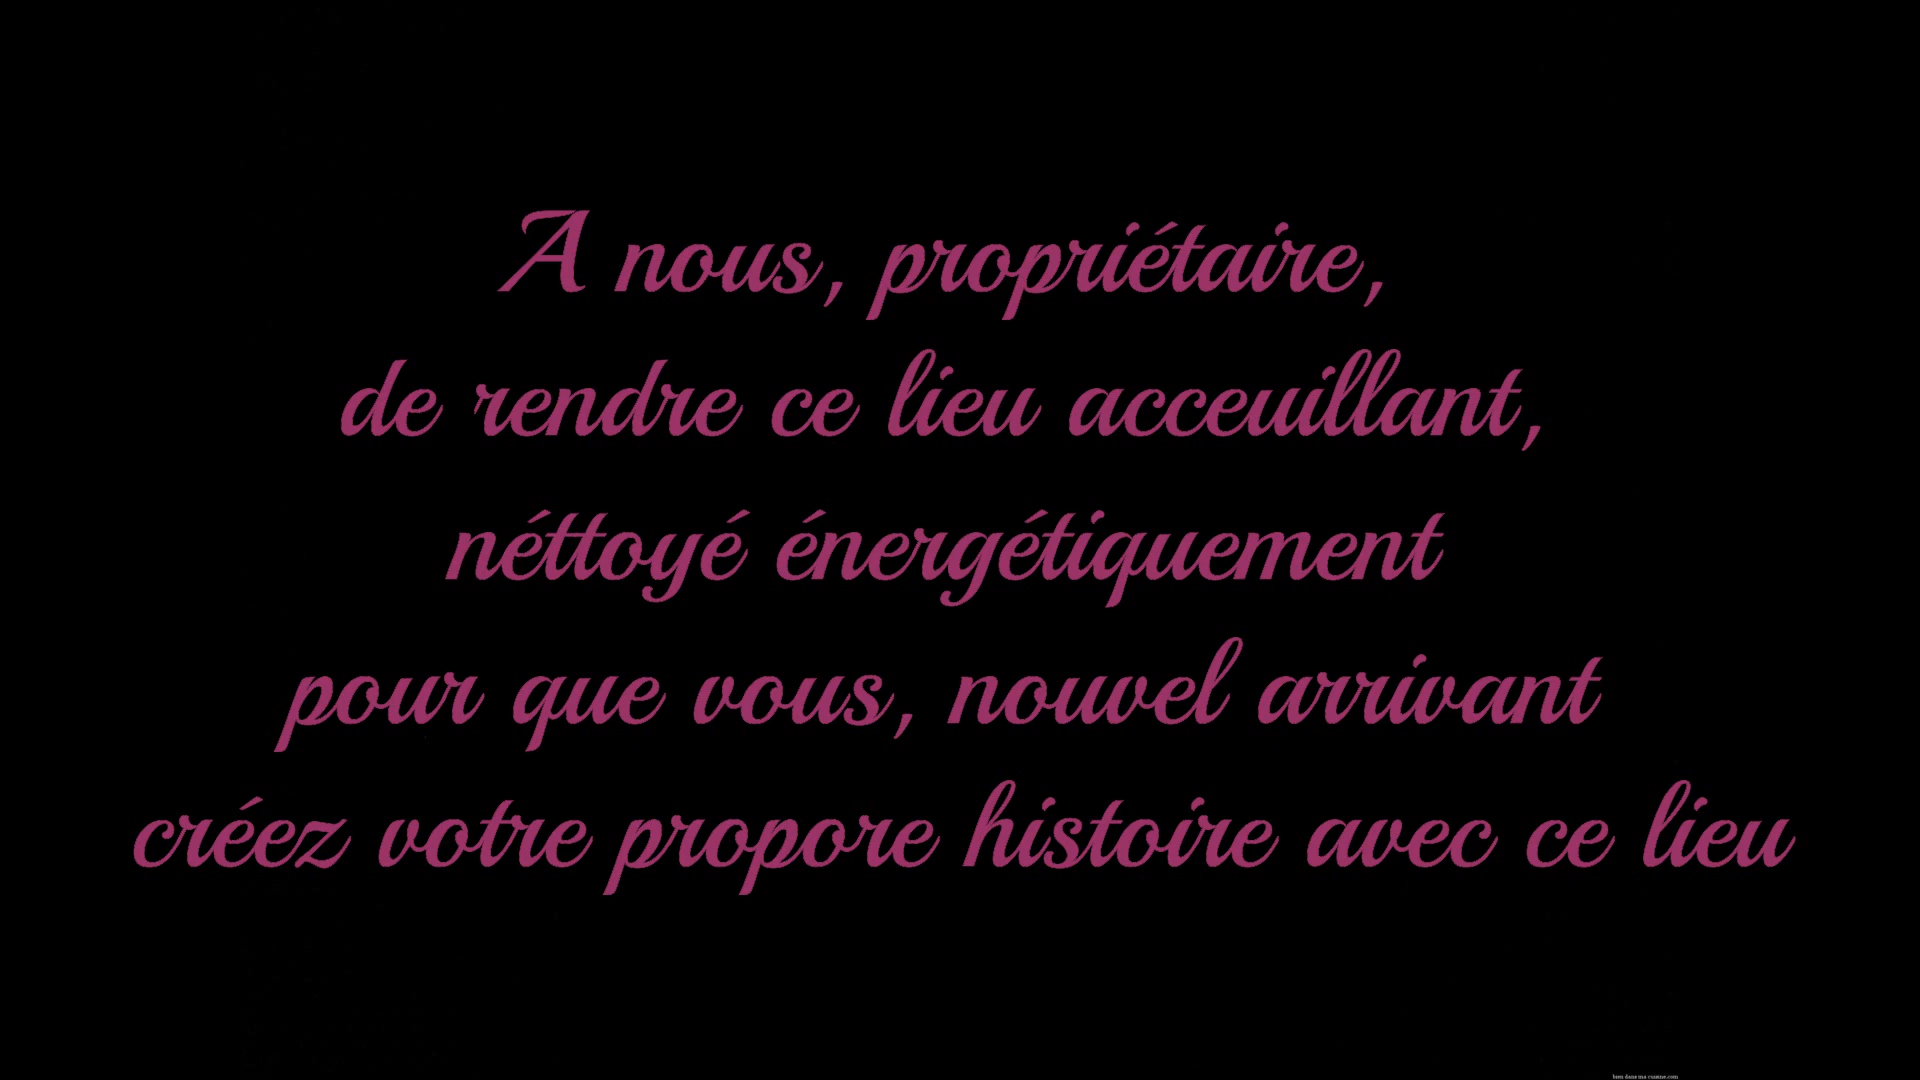 A nous, propriétaire,
de rendre ce lieu acceuillant,
néttoyé énergétiquement
pour que vous, nouvel arrivant
créez votre propore histoire avec ce lieu